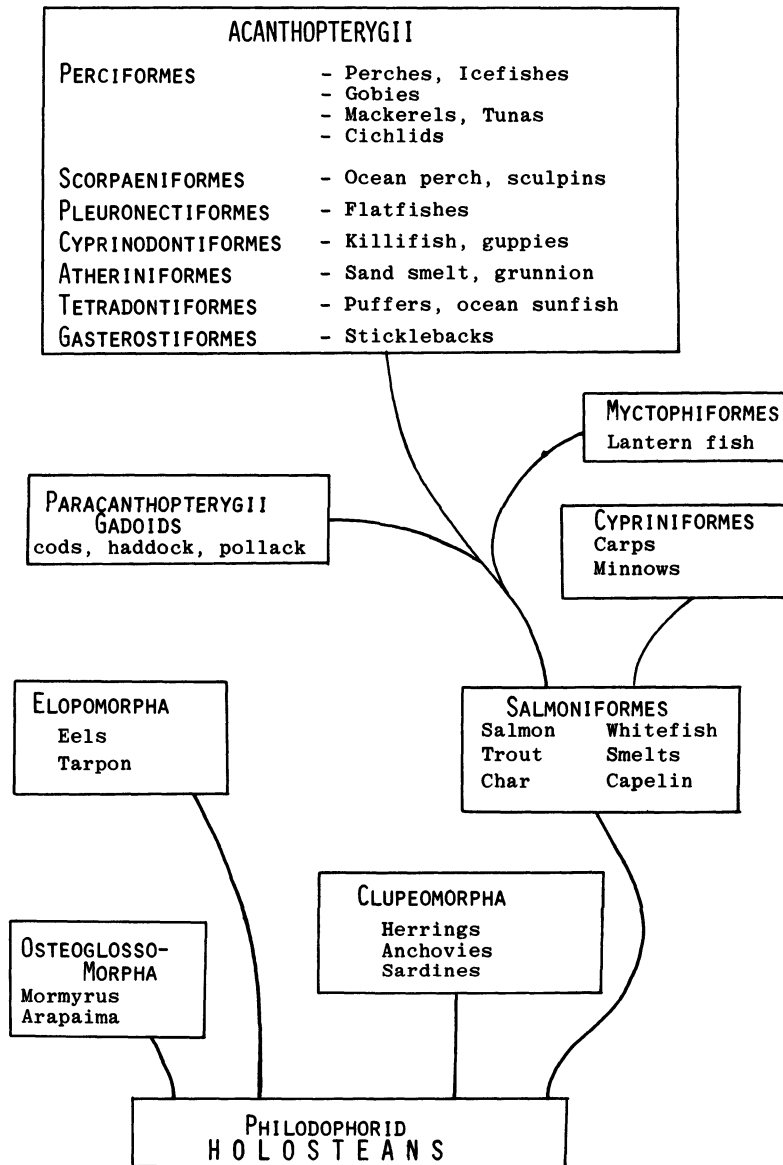 ACANTHOPTERYGII
PERCIFORMES - Perches, Icefishes
- Gobies
- Mackerels, Tunas
- Cichlids
SCORPAENIFORMES - Ocean perch, sculpins
PLEURONECTIFORMES - Flatfishes
CYPRINODONTIFORMES - Killifish, guppies
ATHERINIFORMES - Sand smelt, grunnion
TETRADONTIFORMES - Puffers, ocean sunfish
GASTEROSTIFORMES - Sticklebacks
MYCTOPHIFORMES
Lantern fish
PARACANTHOPTERYGII
GADOIDS
cods, haddock, pollack
CYPRINIFORMES
Carps
Minnows
ELOPOMORPHA
Eels
Tarpon
SALMONIFORMES
Salmon Whitefish
Trout Smelts
Char Capelin
CLUPEOMORPHA
Herrings
Anchovies
Sardines
OSTEOGLOSSO-
MORPHA
Mormyrus
Arapaima
PHILODOPHORID
HOLOSTEANS